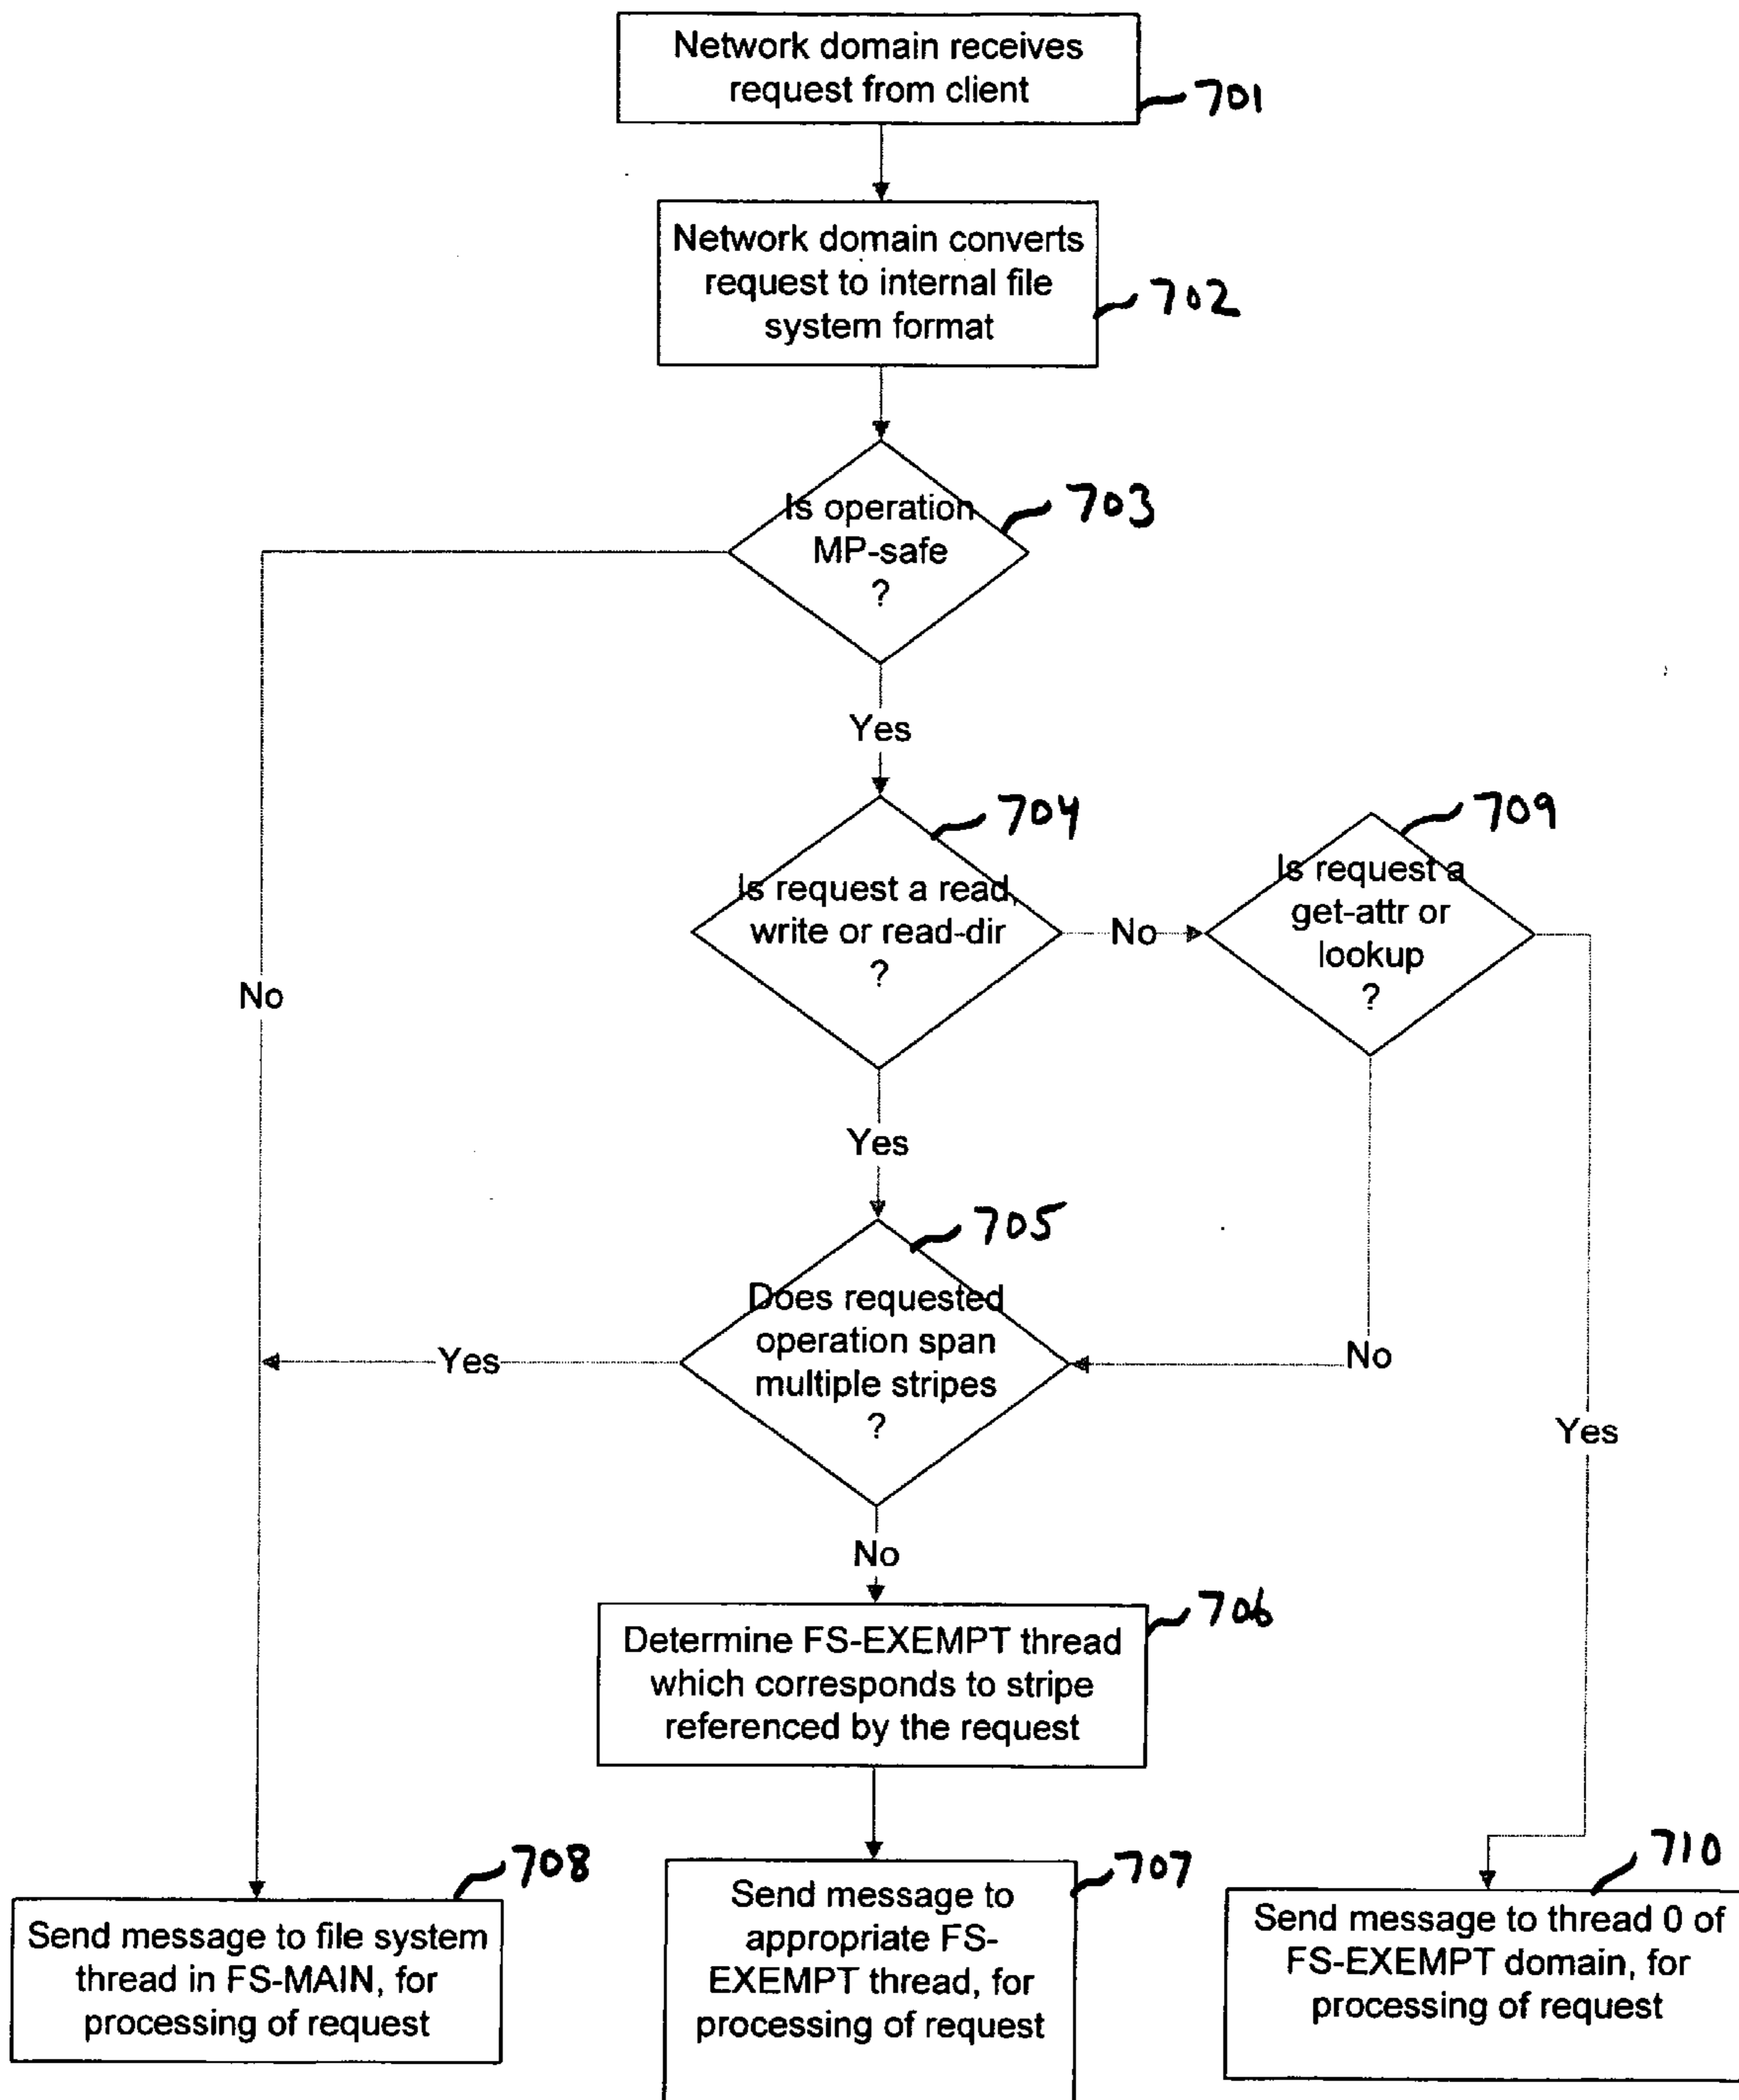 Network domain receives
request from client
701
Network domain converts
request to internal file
system format
702
Is operation
MP-safe
?
703
Yes
No
Is request a read,
write or read-dir
?
704
No
Is request a
get-attr or
lookup
?
709
Yes
Does requested
operation span
multiple stripes
?
705
Yes
No
Yes
No
Determine FS-EXEMPT thread
which corresponds to stripe
referenced by the request
706
Send message to file system
thread in FS-MAIN, for
processing of request
708
Send message to
appropriate FS-
EXEMPT thread, for
processing of request
707
Send message to thread 0 of
FS-EXEMPT domain, for
processing of request
710